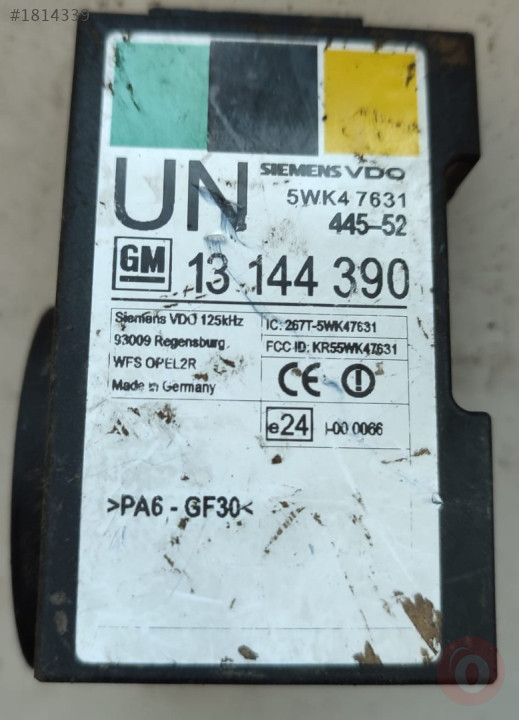 #1814339
UN
SIEMENS VDO
5WK4 7631
445-52
GM 13 144 390
Siemens VDO 125kHz
93009 Regensburg
WFS OPEL2R
Made in Germany
IC: 267T-5WK47631
FCC ID: KR55WK47631
CE
e24 I-00 0066
>PA6 - GF30<